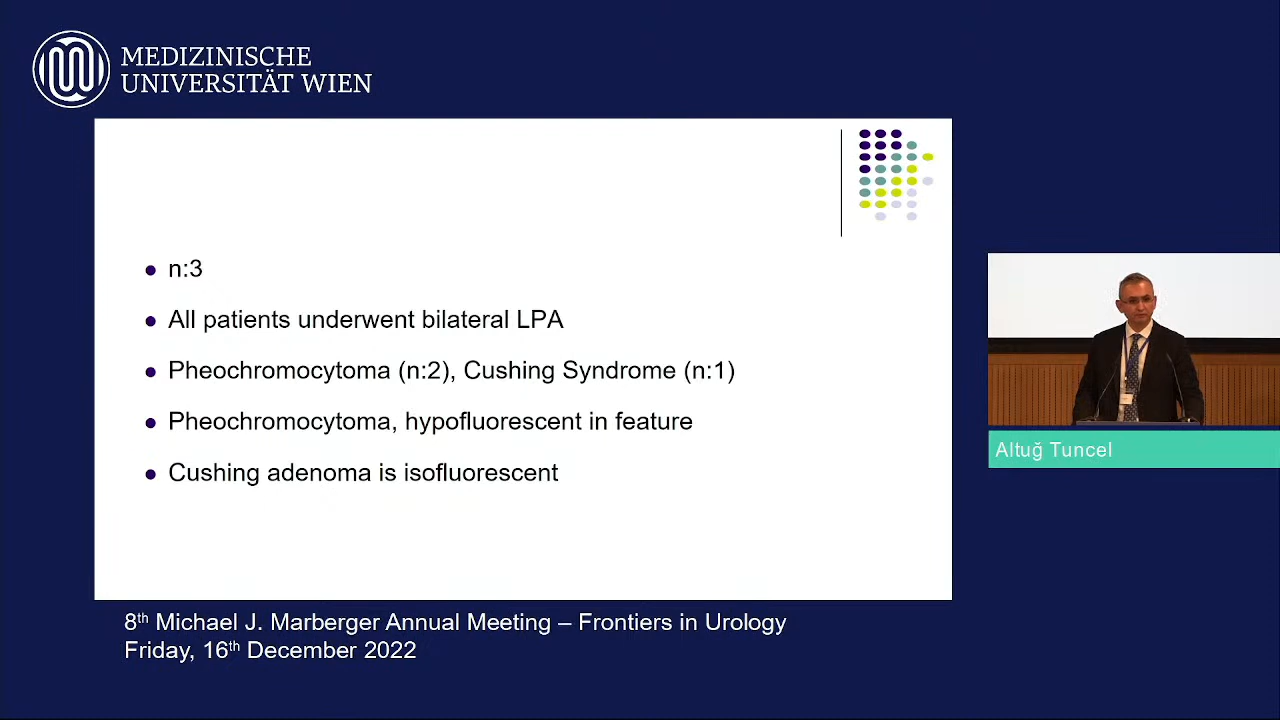 MEDIZINISCHE
UNIVERSITÄT WIEN
n:3
All patients underwent bilateral LPA
Pheochromocytoma (n:2), Cushing Syndrome (n:1)
Pheochromocytoma, hypofluorescent in feature
Cushing adenoma is isofluorescent
Altuğ Tuncel
8th Michael J. Marberger Annual Meeting – Frontiers in Urology
Friday, 16th December 2022